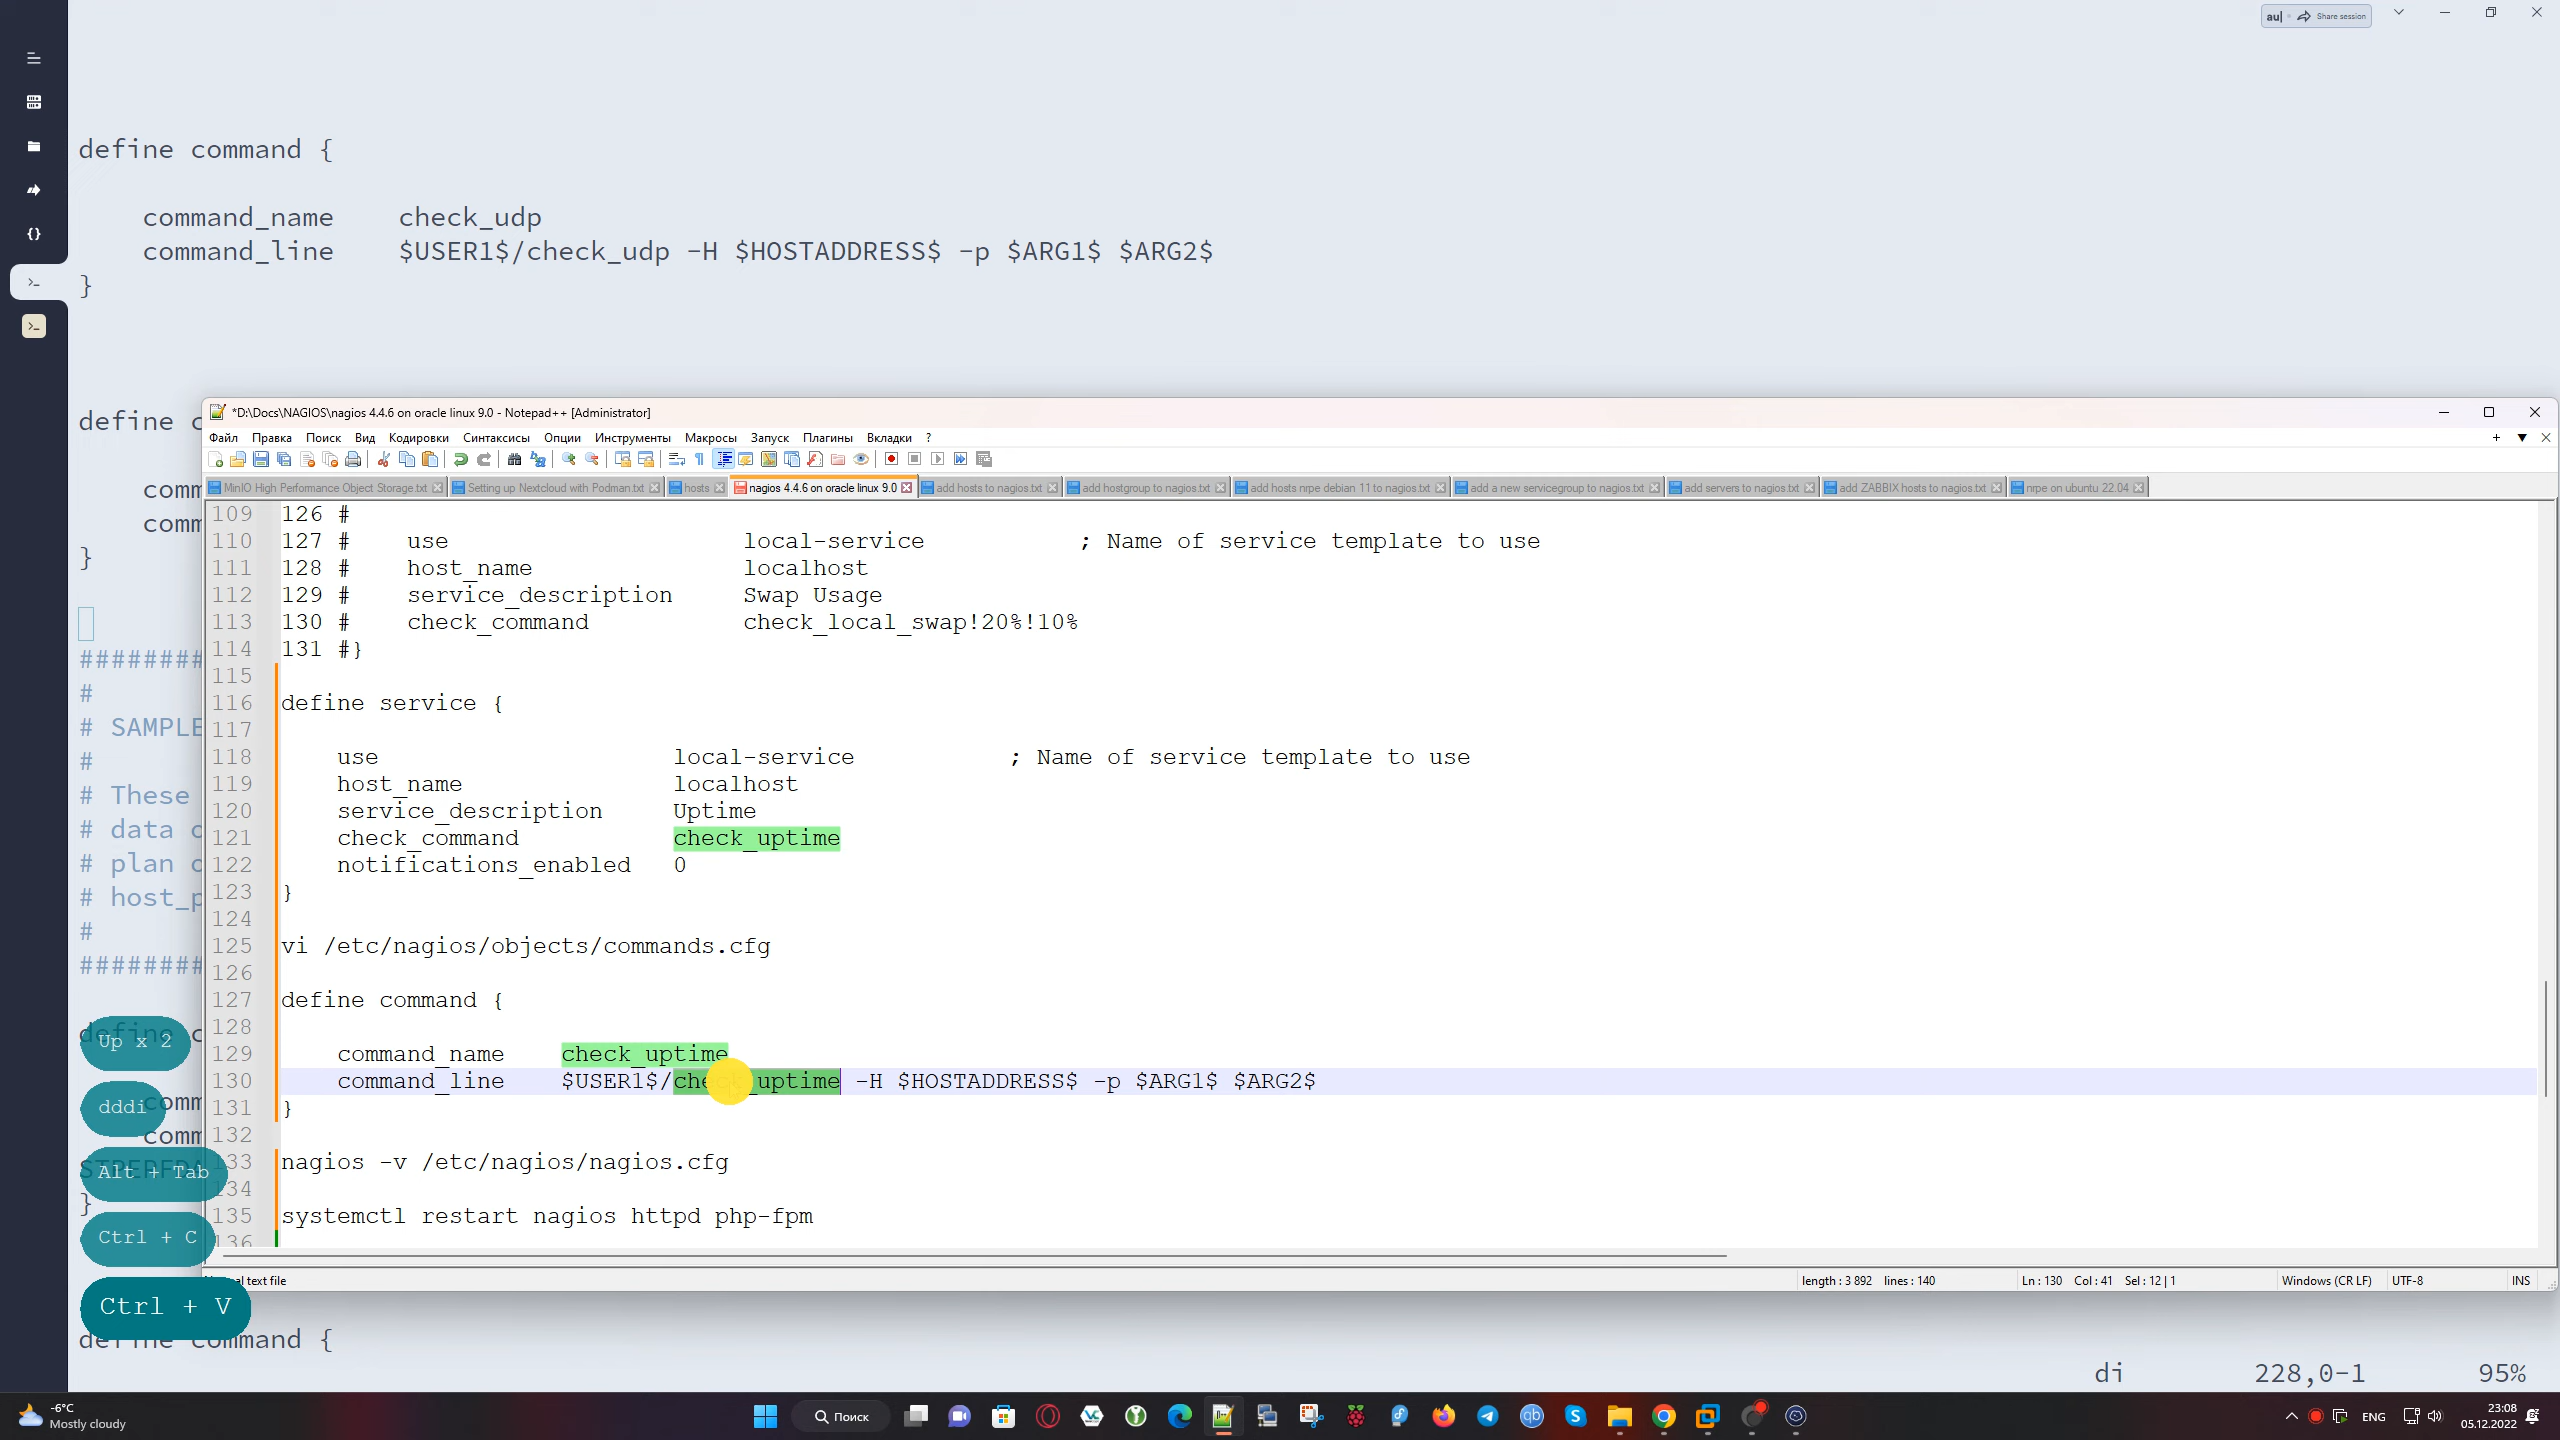 au| Share session
define command {
command_name check_udp
command_line $USER1$/check_udp -H $HOSTADDRESS$ -p $ARG1$ $ARG2$
}
define c
comm
comm
}
#########
#
# SAMPLE
#
# These
# data c
# plan c
# host_p
#
#########
comm
comm
}
define command {
di 228,0-1 95%
*D:\Docs\NAGIOS\nagios 4.4.6 on oracle linux 9.0 - Notepad++ [Administrator]
Файл Правка Поиск Вид Кодировки Синтаксисы Опции Инструменты Макросы Запуск Плагины Вкладки ?
MinIO High Performance Object Storage.txt Setting up Nextcloud with Podman.txt hosts nagios 4.4.6 on oracle linux 9.0 add hosts to nagios.txt add hostgroup to nagios.txt add hosts nrpe debian 11 to nagios.txt add a new servicegroup to nagios.txt add servers to nagios.txt add ZABBIX hosts to nagios.txt nrpe on ubuntu 22.04
109 126 #
110 127 # use local-service ; Name of service template to use
111 128 # host_name localhost
112 129 # service_description Swap Usage
113 130 # check_command check_local_swap!20%!10%
114 131 #}
115
116 define service {
117
118 use local-service ; Name of service template to use
119 host_name localhost
120 service_description Uptime
121 check_command check_uptime
122 notifications_enabled 0
123 }
124
125 vi /etc/nagios/objects/commands.cfg
126
127 define command {
128
129 command_name check_uptime
130 command_line $USER1$/check_uptime -H $HOSTADDRESS$ -p $ARG1$ $ARG2$
131 }
132
133 nagios -v /etc/nagios/nagios.cfg
134
135 systemctl restart nagios httpd php-fpm
136
text file length : 3 892 lines : 140 Ln : 130 Col : 41 Sel : 12 | 1 Windows (CR LF) UTF-8 INS
Up x 2
dddi
Alt + Tab
Ctrl + C
Ctrl + V
-6°C
Mostly cloudy
Поиск
ENG
23:08
05.12.2022